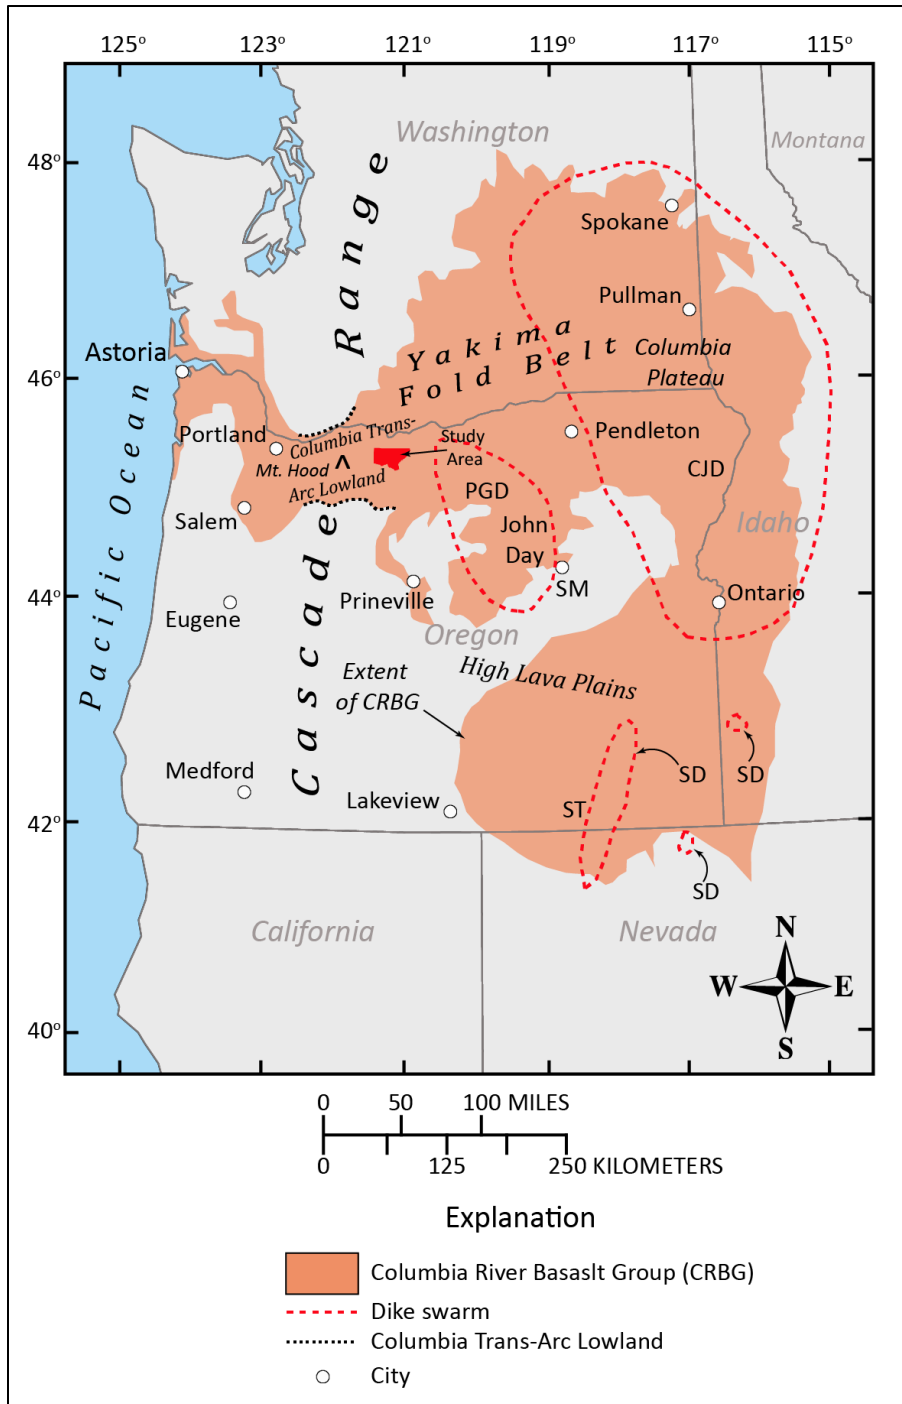 125° 123° 121° 119° 117° 115°
Washington
Montana
48°
Range
Spokane
Pullman
Yakima
Fold Belt
Columbia
Plateau
Astoria
46°
Pacific Ocean
Portland
Columbia Trans-
Arc Lowland
Mt. Hood
^
Study
Area
Pendleton
CJD
PGD
Salem
John
Day
Idaho
Cascade
SM
44°
Prineville
Ontario
Eugene
Oregon
High Lava Plains
Extent
of CRBG
Medford
SD
SD
Lakeview
ST
42°
SD
California
Nevada
N
W E
S
40°
0 50 100 MILES
0 125 250 KILOMETERS
Explanation
Columbia River Basaslt Group (CRBG)
Dike swarm
Columbia Trans-Arc Lowland
City